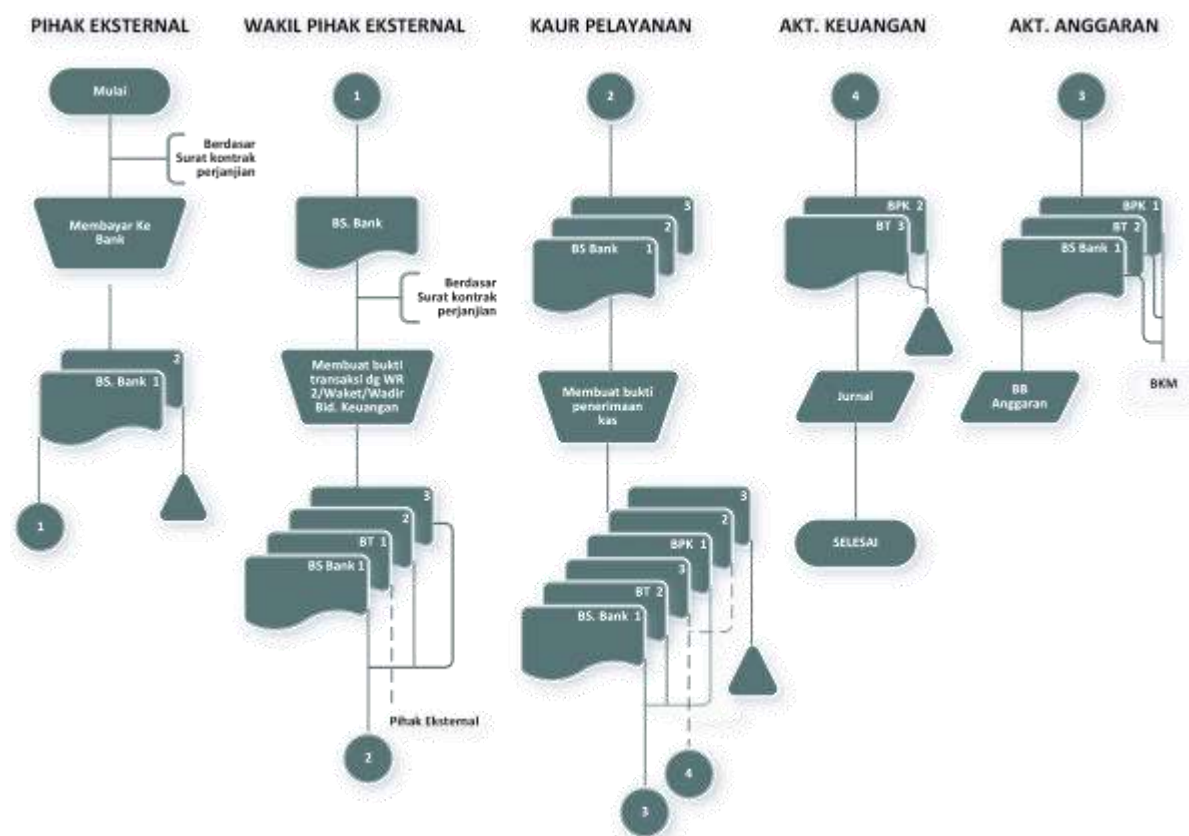 PIHAK EKSTERNAL
WAKIL PIHAK EKSTERNAL
KAUR PELAYANAN
AKT. KEUANGAN
AKT. ANGGARAN
Mulai
Berdasar
Surat kontrak
perjanjian
Membayar Ke
Bank
2
BS. Bank 1
1
1
BS. Bank
Berdasar
Surat kontrak
perjanjian
Membuat bukti
transaksi dg WR
2/Waket/Wadir
Bid. Keuangan
3
2
BT 1
BS Bank 1
Pihak Eksternal
2
2
3
2
BS Bank 1
Membuat bukti
penerimaan
kas
3
2
BPK 1
3
BT 2
BS. Bank 1
4
3
4
BPK 2
BT 3
Jurnal
SELESAI
3
BPK 1
BT 2
BS Bank 1
BB
Anggaran
BKM